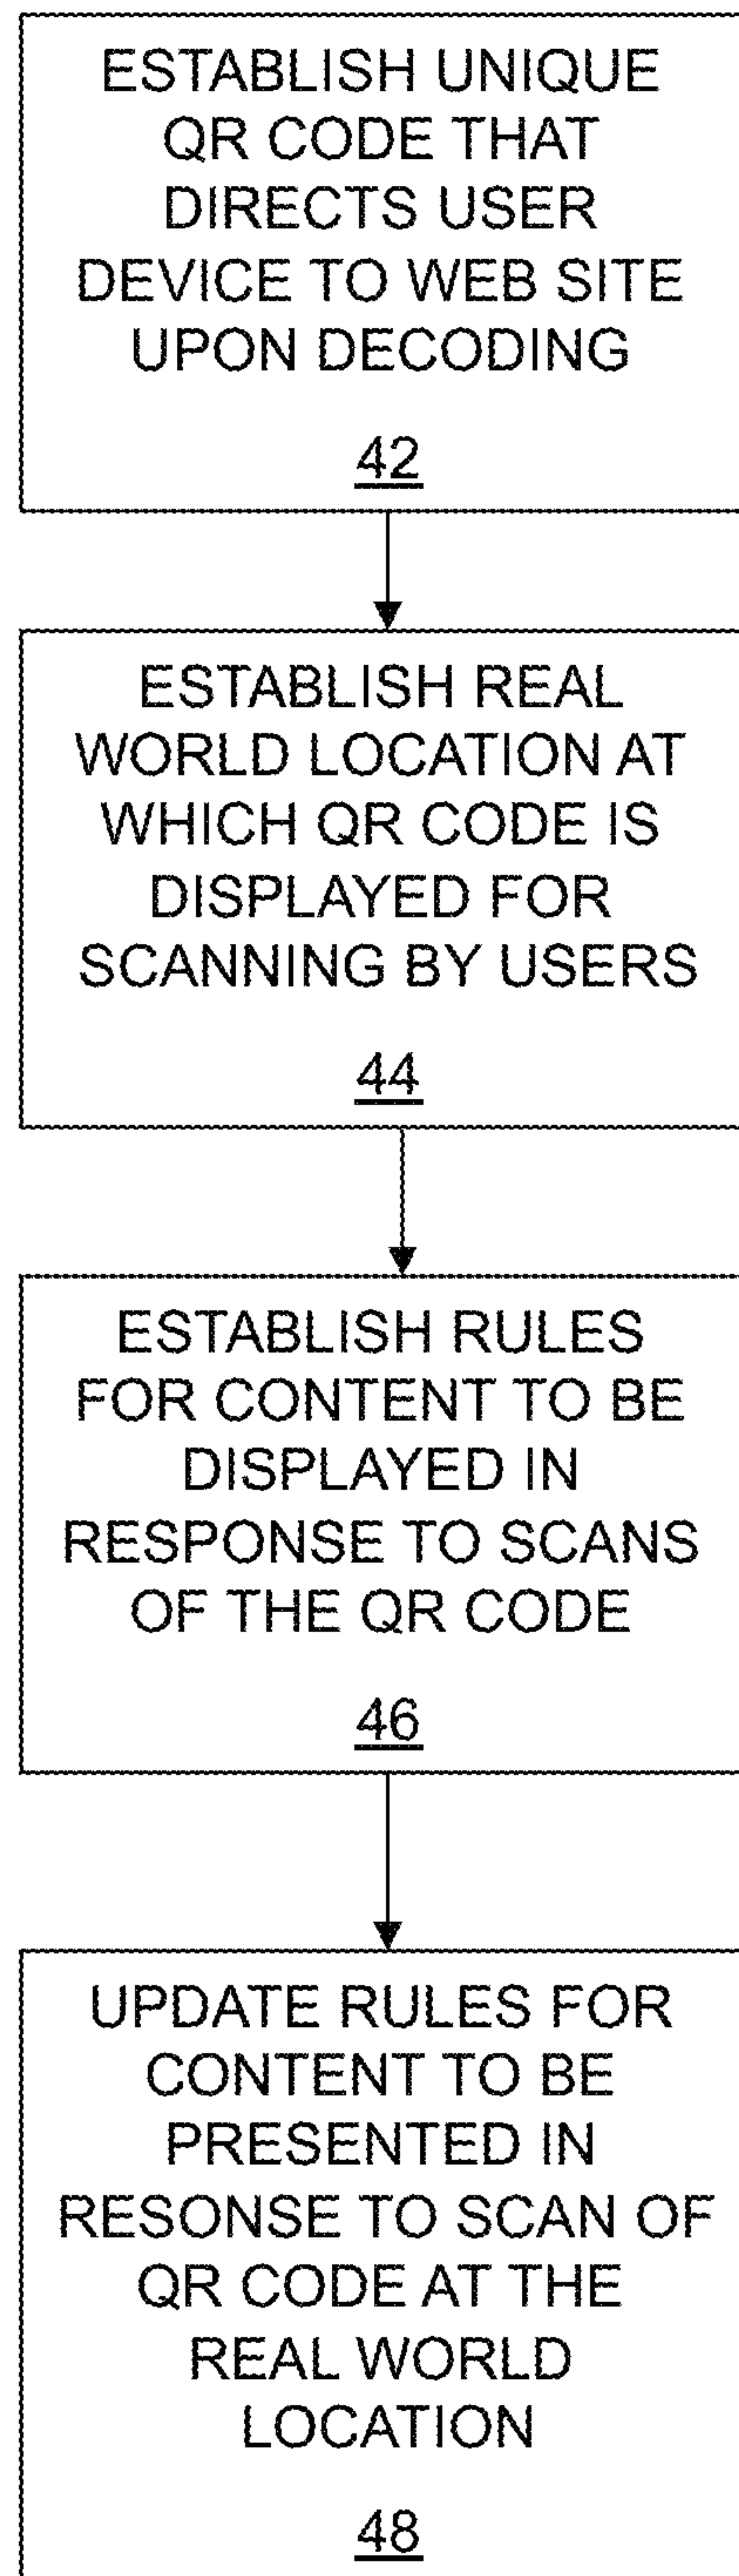 ESTABLISH UNIQUE
QR CODE THAT
DIRECTS USER
DEVICE TO WEB SITE
UPON DECODING
42
ESTABLISH REAL
WORLD LOCATION AT
WHICH QR CODE IS
DISPLAYED FOR
SCANNING BY USERS
44
ESTABLISH RULES
FOR CONTENT TO BE
DISPLAYED IN
RESPONSE TO SCANS
OF THE QR CODE
46
UPDATE RULES FOR
CONTENT TO BE
PRESENTED IN
RESONSE TO SCAN OF
QR CODE AT THE
REAL WORLD
LOCATION
48